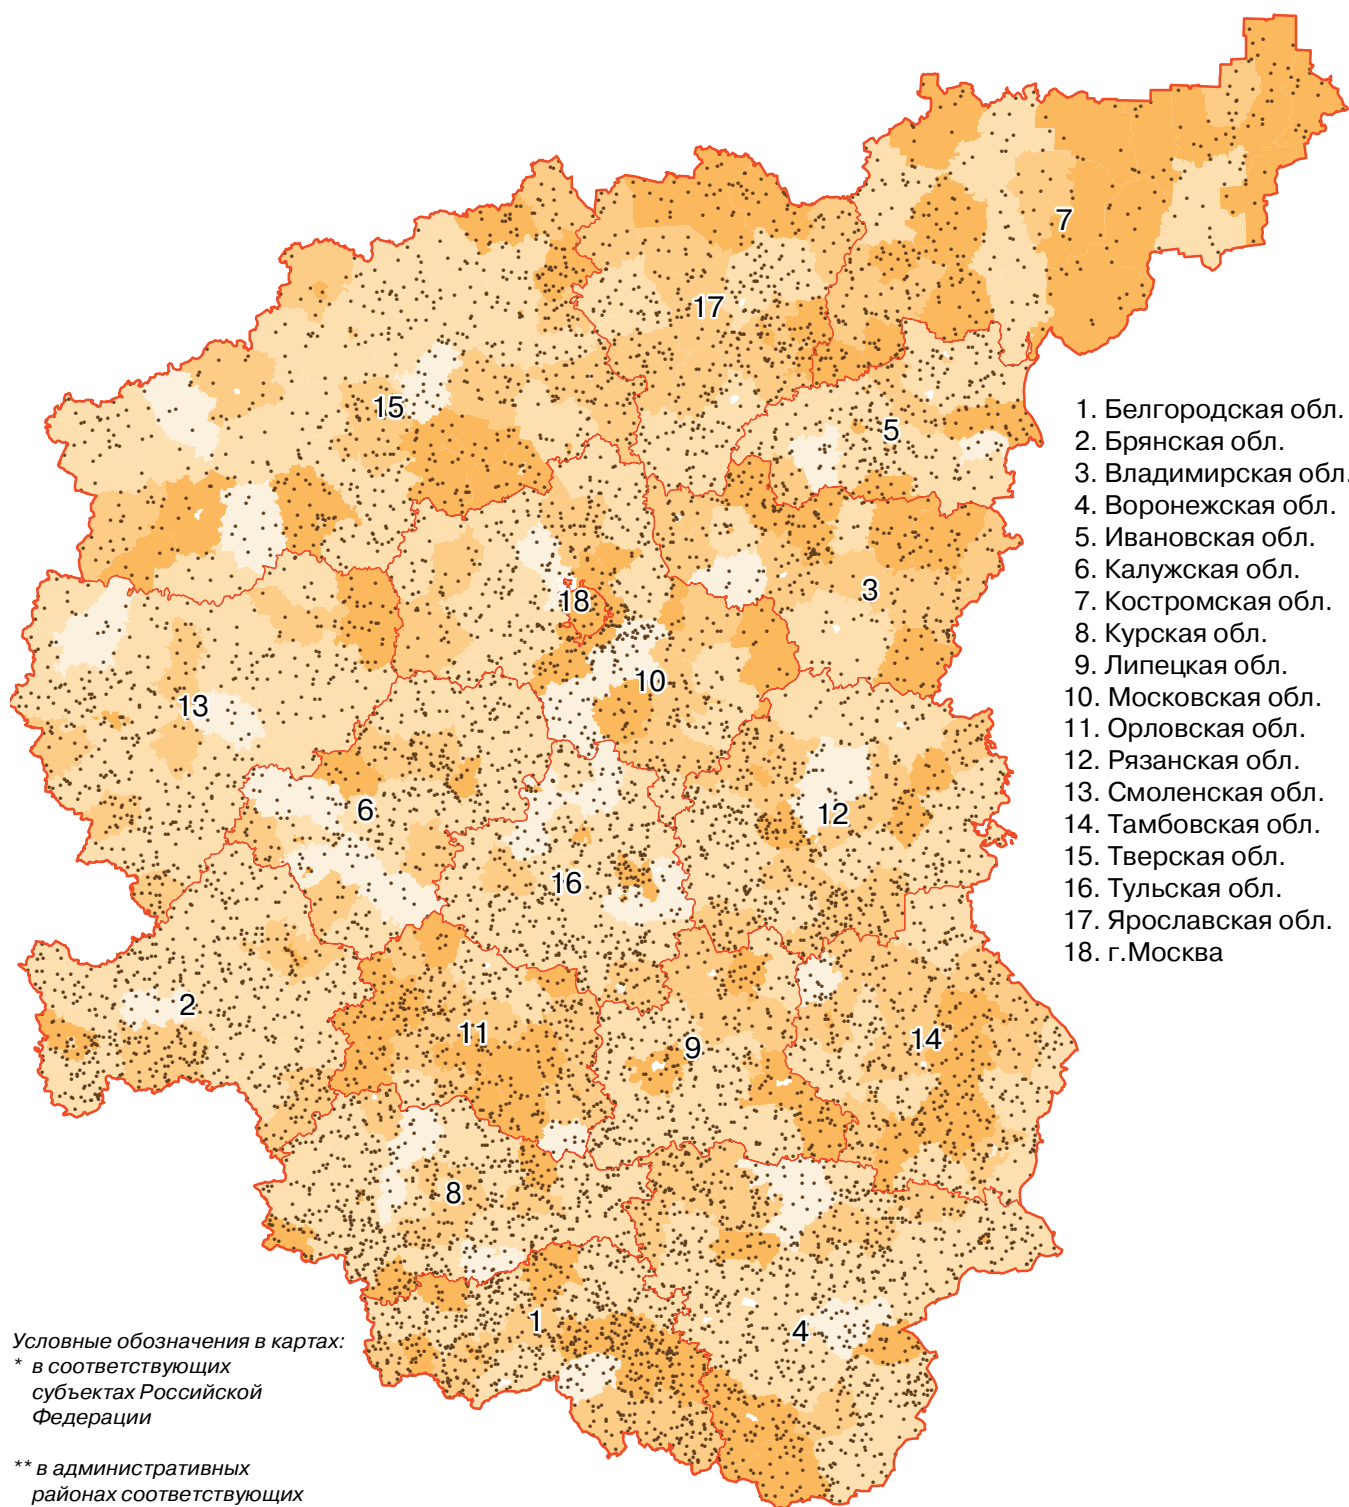 7
17
15
5
18
3
10
13
12
6
16
2
11
14
9
8
1
4
1. Белгородская обл.
2. Брянская обл.
3. Владимирская обл.
4. Воронежская обл.
5. Ивановская обл.
6. Калужская обл.
7. Костромская обл.
8. Курская обл.
9. Липецкая обл.
10. Московская обл.
11. Орловская обл.
12. Рязанская обл.
13. Смоленская обл.
14. Тамбовская обл.
15. Тверская обл.
16. Тульская обл.
17. Ярославская обл.
18. г.Москва
Условные обозначения в картах:
* в соответствующих
субъектах Российской
Федерации
** в административных
районах соответствующих